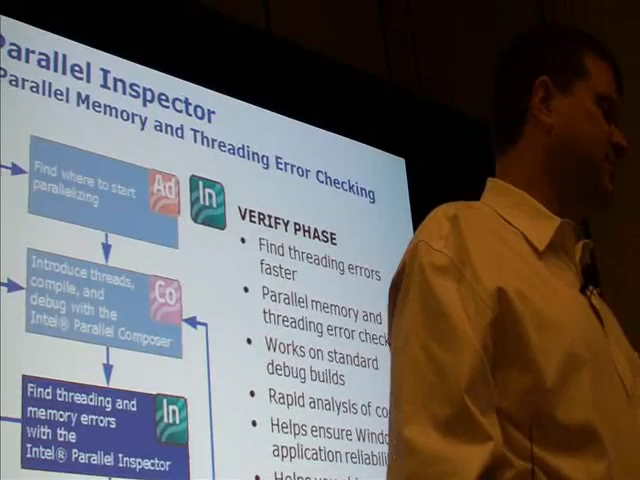 Parallel Inspector
Parallel Memory and Threading Error Checking
Find where to start
parallelizing
Ad
In
Introduce threads,
compile, and
debug with the
Intel® Parallel Composer
Co
Find threading and
memory errors
with the
Intel® Parallel Inspector
In
VERIFY PHASE
• Find threading errors
faster
• Parallel memory and
threading error check
• Works on standard
debug builds
• Rapid analysis of
• Helps ensure
application